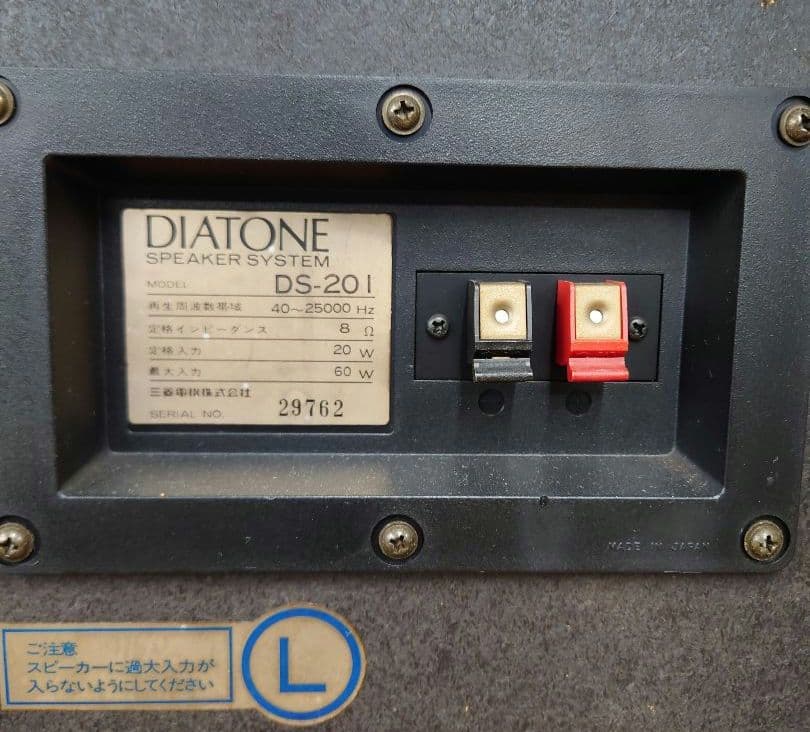 DIATONE
SPEAKER SYSTEM
MODEL DS-201
再生周波数帯域 40~25000 Hz
定格インピーダンス 8 Ω
定格入力 20 W
最大入力 60 W
三菱電機株式会社
SERIAL NO. 29762
MADE IN JAPAN
ご注意
スピーカーに過大入力が
入らないようにしてください
L